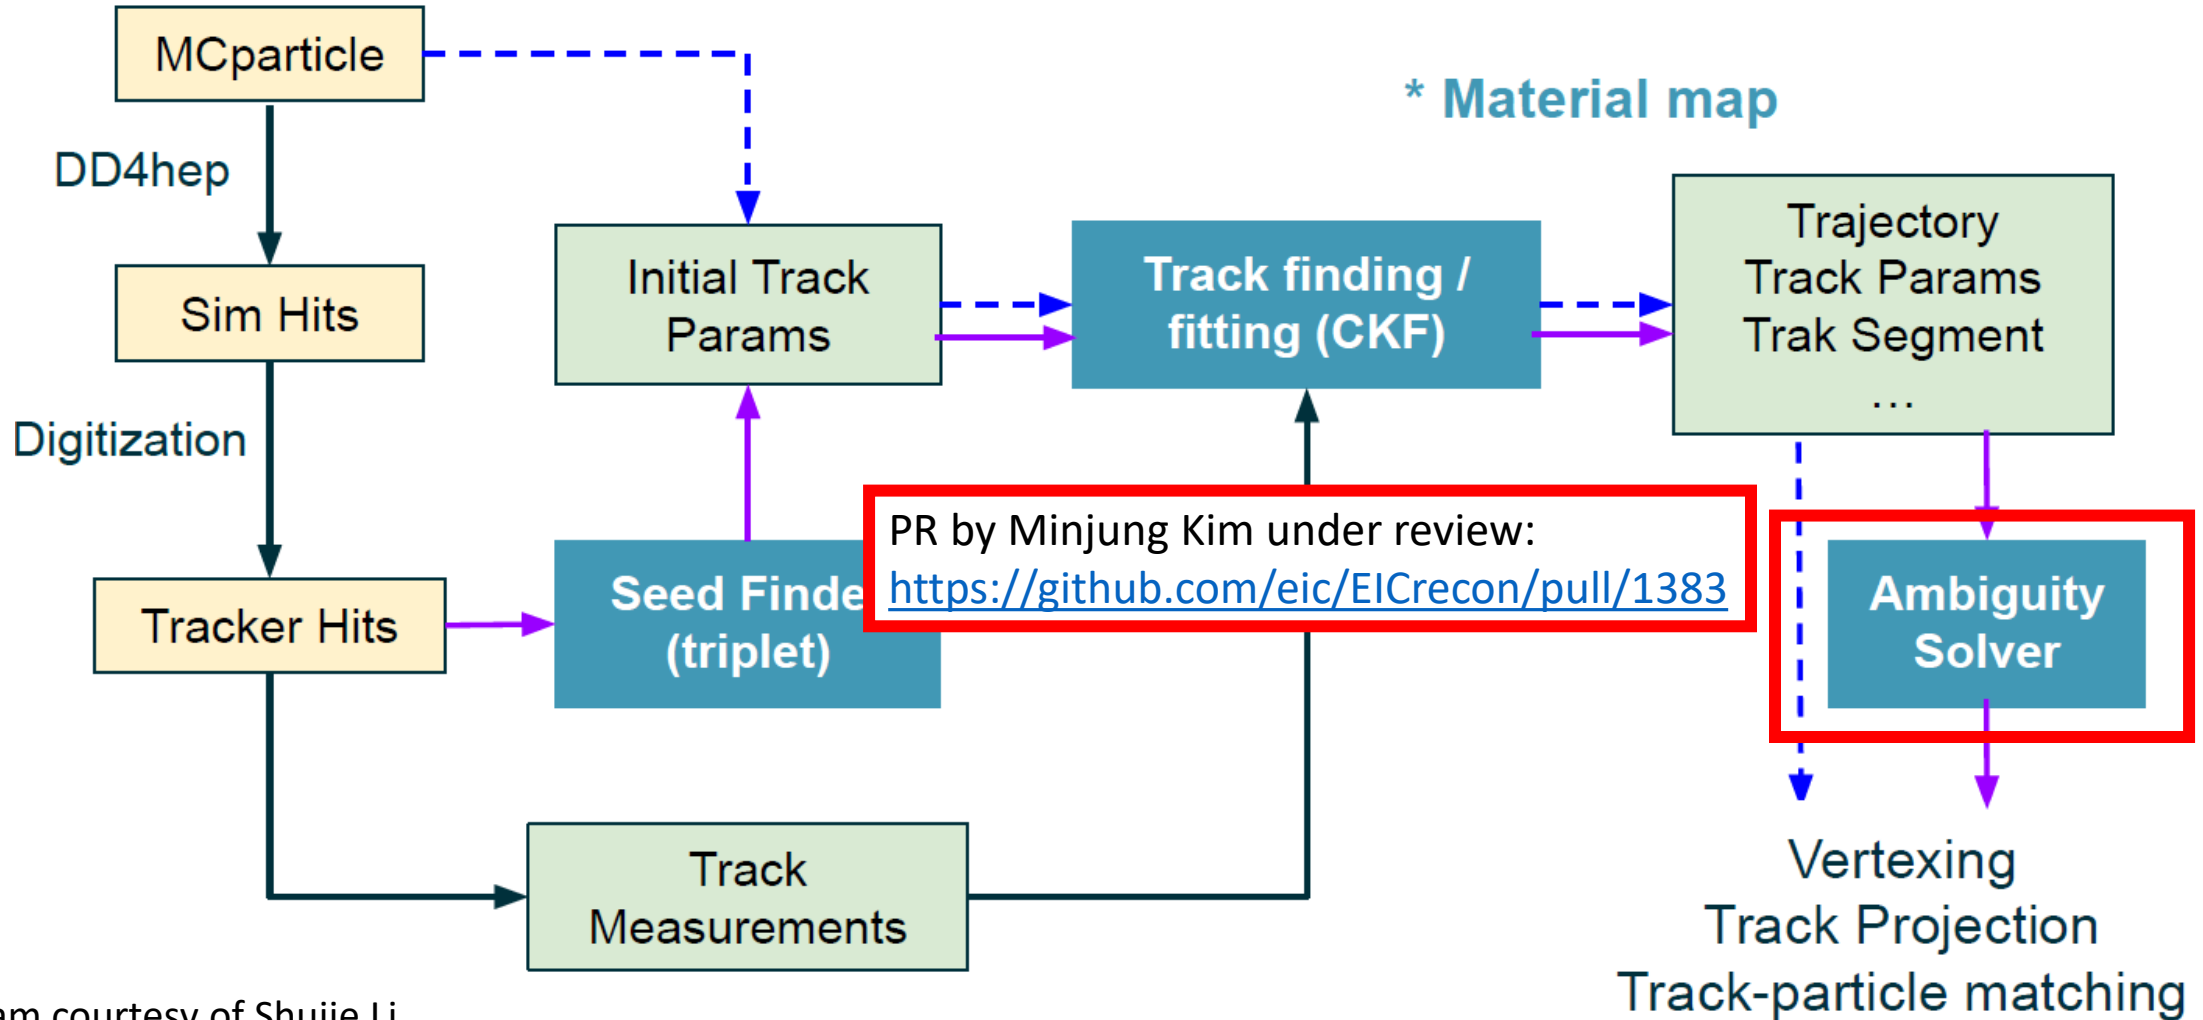 MCparticle
* Material map
DD4hep
Initial Track
Params
Track finding /
fitting (CKF)
Trajectory
Track Params
Trak Segment
...
Sim Hits
Digitization
PR by Minjung Kim under review:
https://github.com/eic/EICrecon/pull/1383
Tracker Hits
Seed Finde
(triplet)
Ambiguity
Solver
Track
Measurements
Vertexing
Track Projection
Track-particle matching
courtesy of Shujie Li